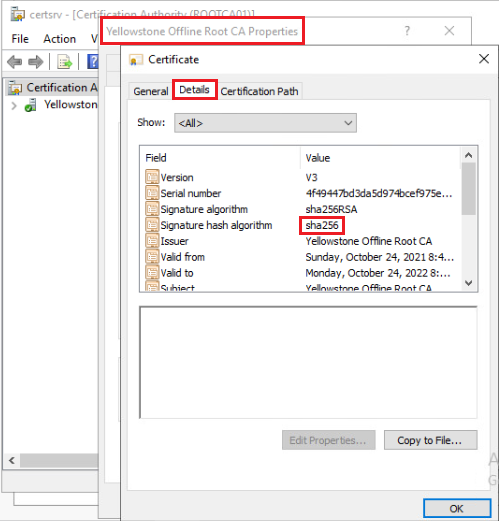 certsrv - [Certification Authority (ROOTCA01)]
Yellowstone Offline Root CA Properties
? ×
File Action V
Certification A
Yellowsto
Certificate
General Details Certification Path
Show: <All>
Field Value
Version V3
Serial number 4f49447bd3da5d974bcef975e...
Signature algorithm sha256RSA
Signature hash algorithm sha256
Issuer Yellowstone Offline Root CA
Valid from Sunday, October 24, 2021 8:4...
Valid to Monday, October 24, 2022 8:...
Subject Yellowstone Offline Root CA
Edit Properties... Copy to File...
OK